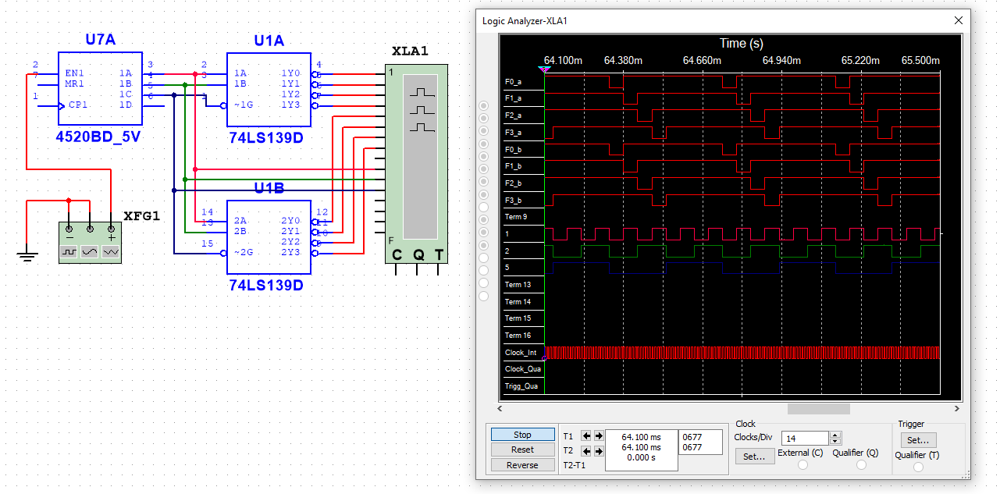 U7A
2
7
1
EN1
MR1
CP1
1A
1B
1C
1D
3
4
5
6
4520BD_5V
U1A
2
3
1
1A
1B
~1G
1Y0
1Y1
1Y2
1Y3
4
74LS139D
XLA1
1
F
C Q T
U1B
14
13
15
2A
2B
~2G
2Y0
2Y1
2Y2
2Y3
12
11
10
9
74LS139D
XFG1
− +
Logic Analyzer-XLA1
Time (s)
64.100m 64.380m 64.660m 64.940m 65.220m 65.500m
F0_a
F1_a
F2_a
F3_a
F0_b
F1_b
F2_b
F3_b
Term 9
1
2
5
Term 13
Term 14
Term 15
Term 16
Clock_Int
Clock_Qua
Trigg_Qua
Stop
Reset
Reverse
T1
T2
T2-T1
64.100 ms
64.100 ms
0.000 s
0677
0677
Clock
Clocks/Div 14
Set...
External (C) Qualifier (Q)
Trigger
Set...
Qualifier (T)